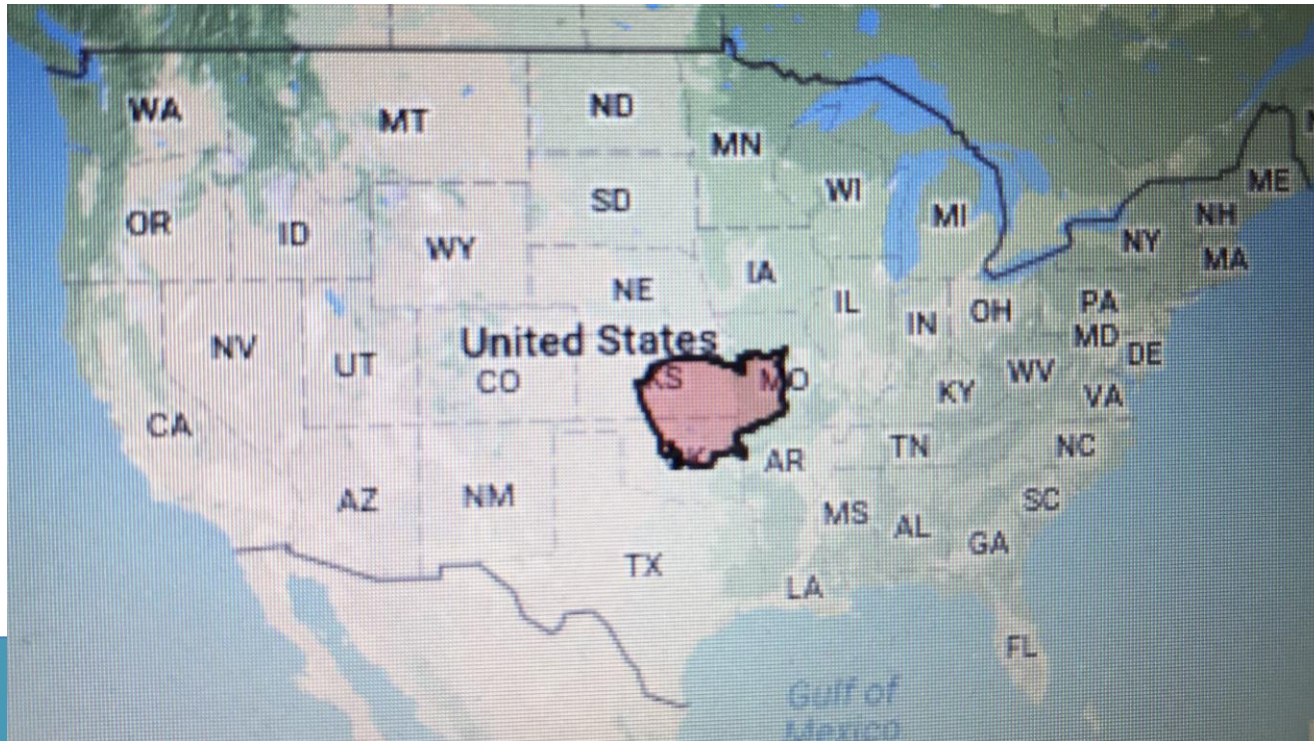 WA
MT
ND
MN
OR
ID
WY
SD
WI
MI
ME
NH
NY
MA
NE
IA
IL
IN
OH
PA
MD
DE
United States
NV
UT
CO
KS
MO
KY
WV
VA
CA
TN
NC
AZ
NM
AR
MS
AL
SC
GA
TX
LA
FL
Gulf of
Mexico